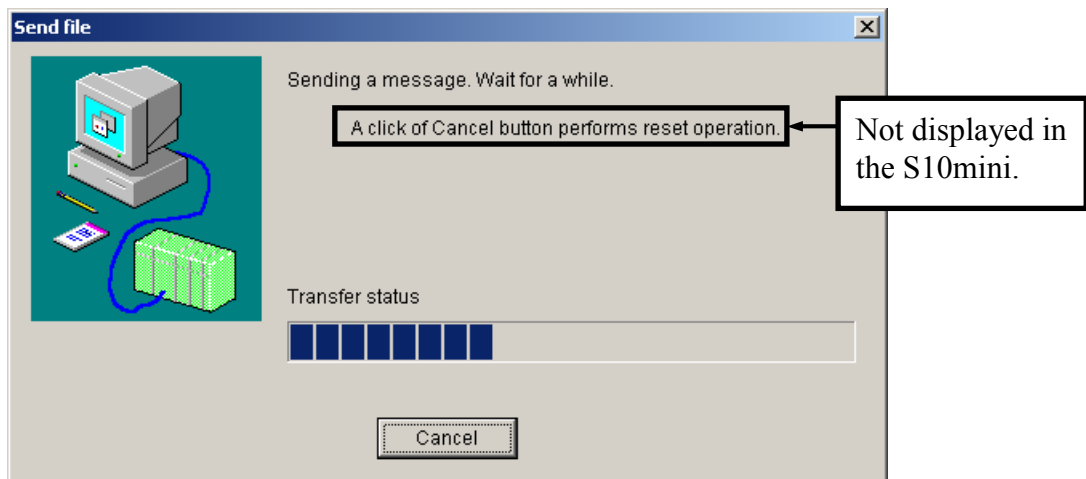 Send file
Sending a message. Wait for a while.
A click of Cancel button performs reset operation.
Not displayed in
the S10mini.
Transfer status
Cancel